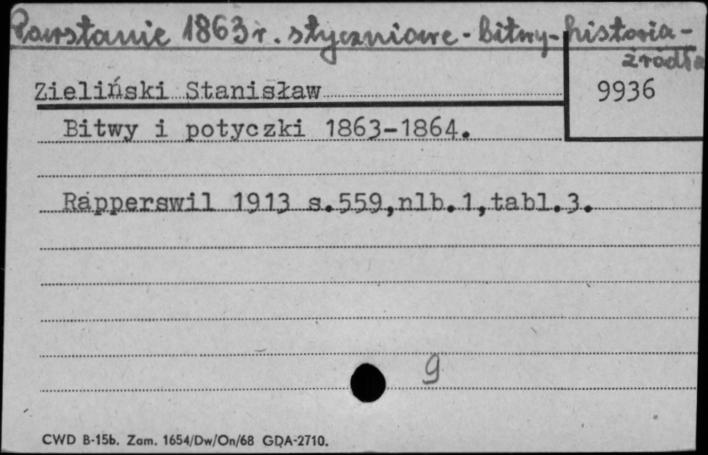 Powstanie 1863 r. styczniowe - bitwy - historia -
źródła
Zieliński Stanisław
9936
Bitwy i potyczki 1863-1864.
Rapperswil 1913 s.559,nlb.1,tabl.3.
9
CWD B-15b. Zam. 1654/Dw/On/68 GDA-2710.